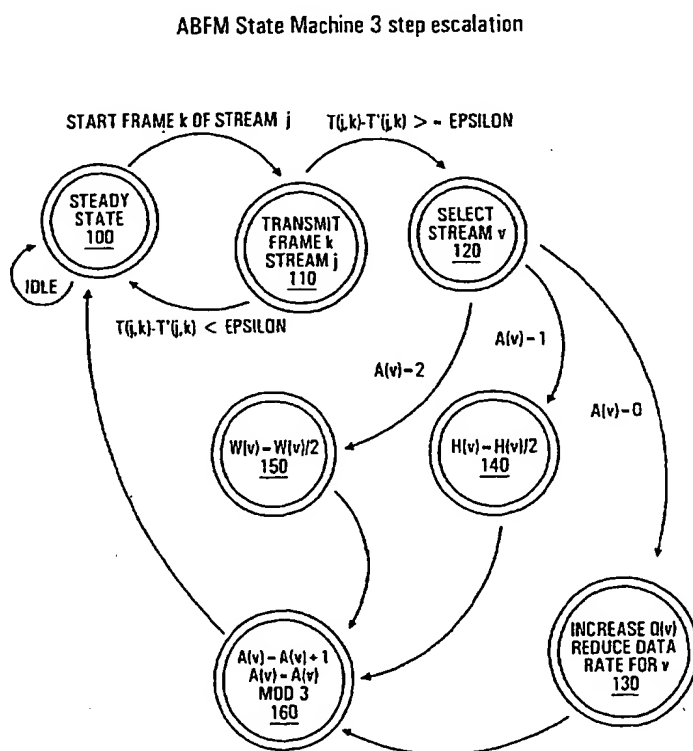 ABFM State Machine 3 step escalation
START FRAME k OF STREAM j
T(j,k)-T'(j,k) > - EPSILON
STEADY
STATE
100
TRANSMIT
FRAME k
STREAM j
110
SELECT
STREAM v
120
IDLE
T(j,k)-T'(j,k) < EPSILON
A(v)-1
A(v)-2
A(v)-0
W(v)-W(v)/2
150
H(v)-H(v)/2
140
A(v)-A(v)+1
A(v)-A(v)
MOD 3
160
INCREASE Q(v)
REDUCE DATA
RATE FOR v
130